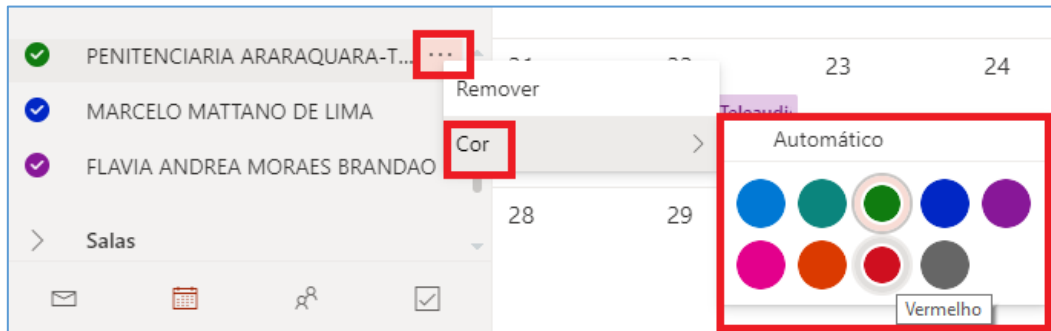 PENITENCIARIA ARARAQUARA-T... ...
MARCELO MATTANO DE LIMA
FLAVIA ANDREA MORAES BRANDAO
Salas
Remover
Cor
23 24
28 29
Automático
Vermelho